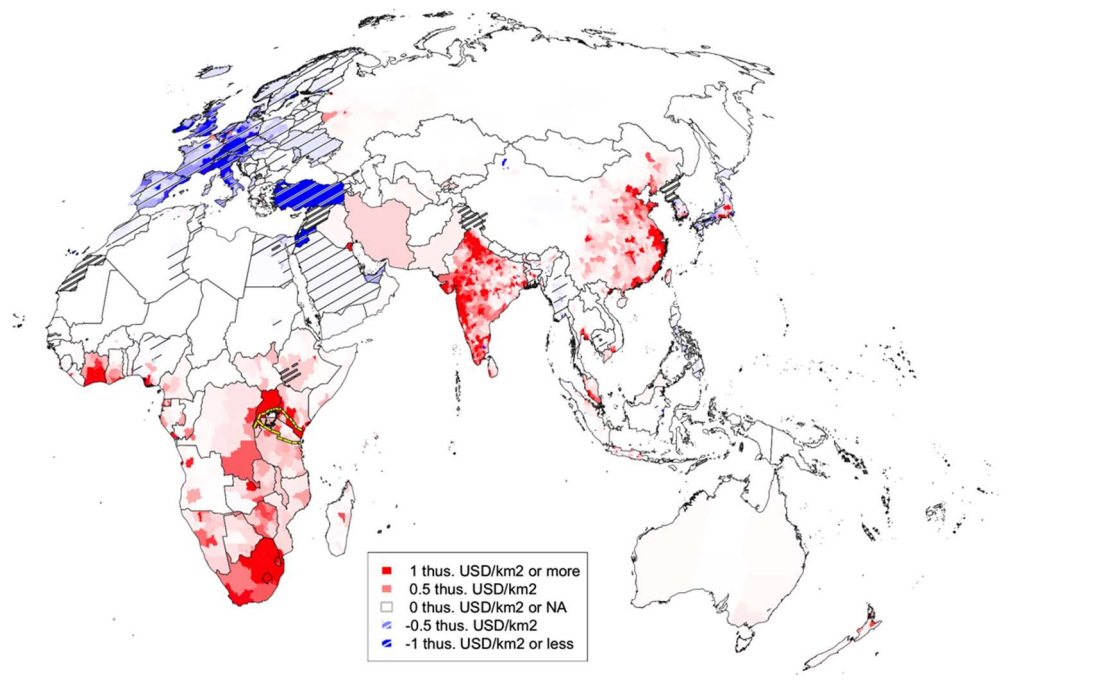 1 thus. USD/km2 or more
0.5 thus. USD/km2
0 thus. USD/km2 or NA
-0.5 thus. USD/km2
-1 thus. USD/km2 or less